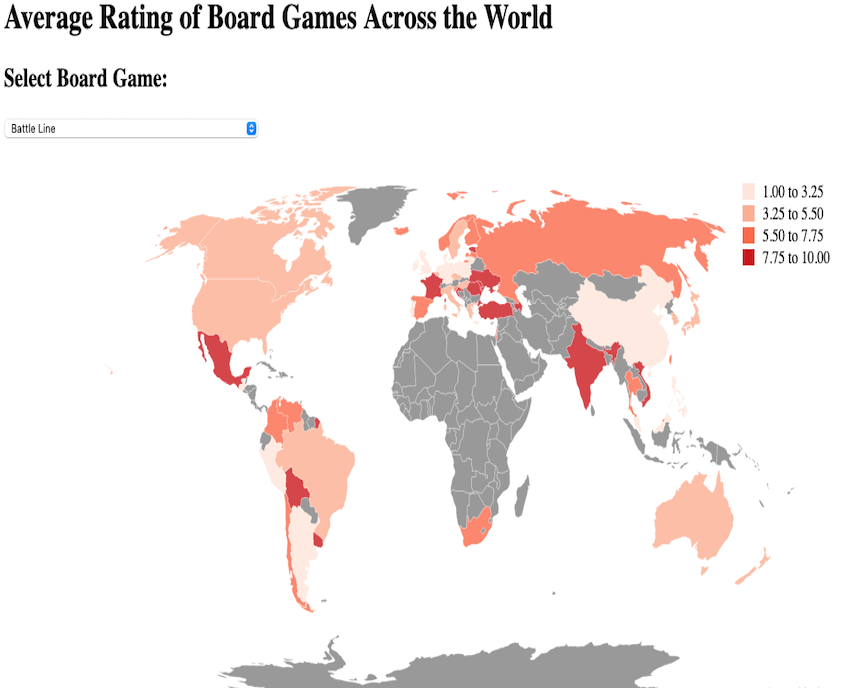 Average Rating of Board Games Across the World
Select Board Game:
Battle Line
1.00 to 3.25
3.25 to 5.50
5.50 to 7.75
7.75 to 10.00